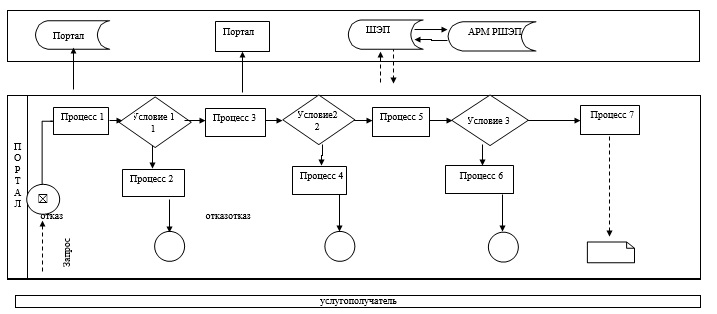 Портал
Портал
ШЭП
АРМ РШЭП
ПОРТАЛ
Процесс 1
Условие 1
1
Процесс 3
Условие2
2
Процесс 5
Условие 3
Процесс 7
Процесс 2
Процесс 4
Процесс 6
отказ
отказотказ
Запрос
услугополучатель